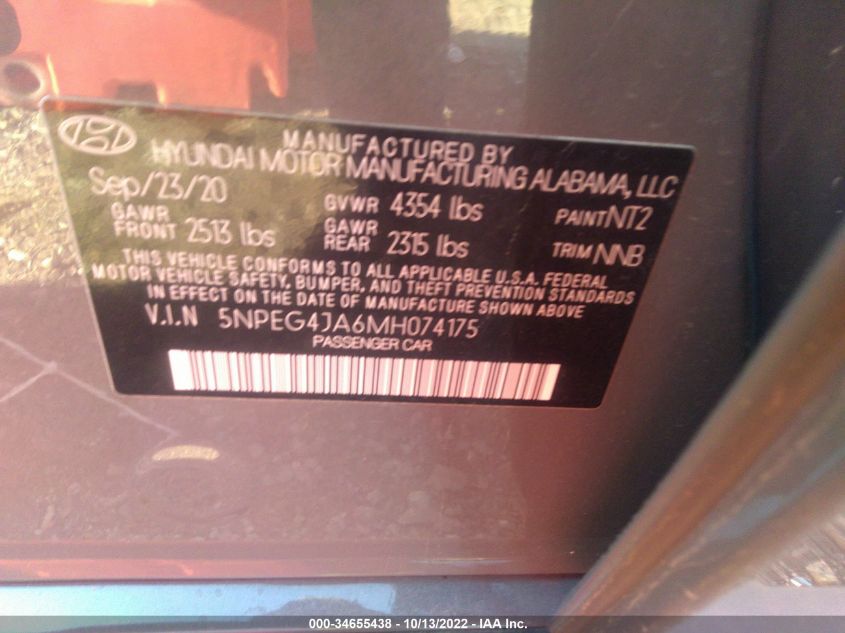 MANUFACTURED BY
HYUNDAI MOTOR MANUFACTURING ALABAMA, LLC
Sep/23/20 GVWR 4354 lbs PAINT NT2
GAWR FRONT 2513 lbs GAWR REAR 2315 lbs TRIM NNB
THIS VEHICLE CONFORMS TO ALL APPLICABLE U.S.A. FEDERAL
MOTOR VEHICLE SAFETY, BUMPER, AND THEFT PREVENTION STANDARDS
IN EFFECT ON THE DATE OF MANUFACTURE SHOWN ABOVE
V.I.N 5NPEG4JA6MH074175
PASSENGER CAR
000-34655438 - 10/13/2022 - IAA Inc.